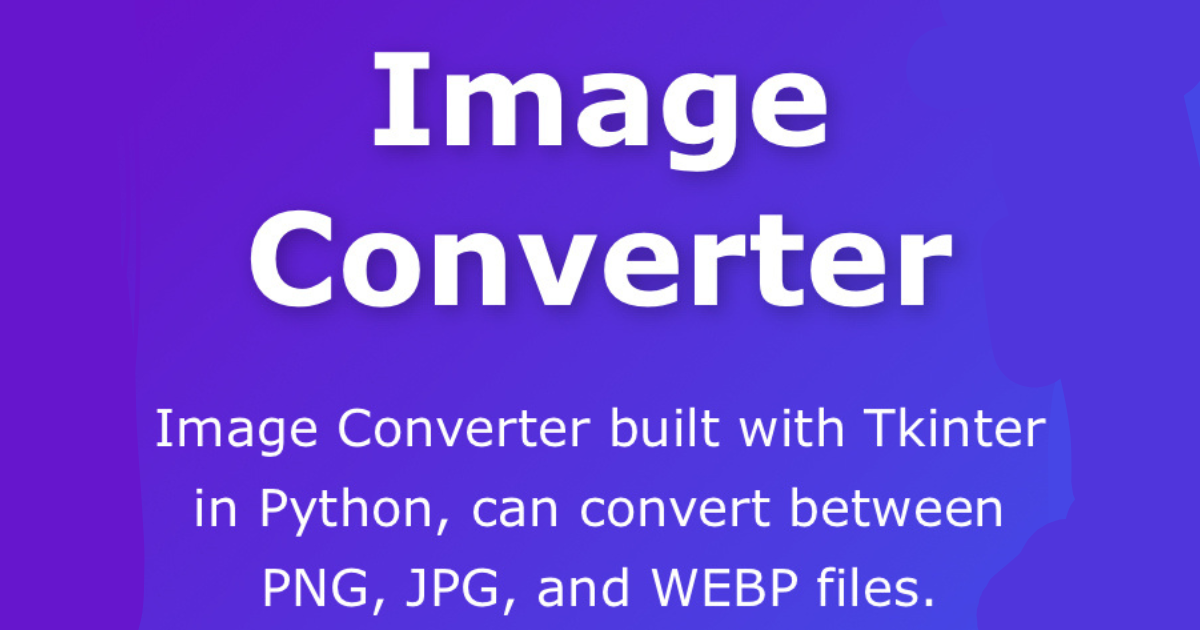 Image
Converter
Image Converter built with Tkinter
in Python, can convert between
PNG, JPG, and WEBP files.